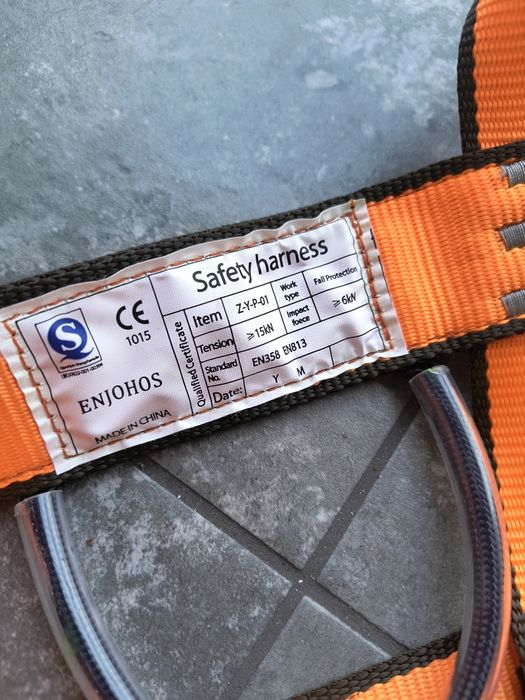 S
CE
1015
ENJOHOS
MADE IN CHINA
Safety harness
Qualified Certificate
Item Z-Y-P-01 Work type Fall Protection
Tension ≥15kN Impact foece ≥6kN
Standard No. EN358 EN813
Date: Y M